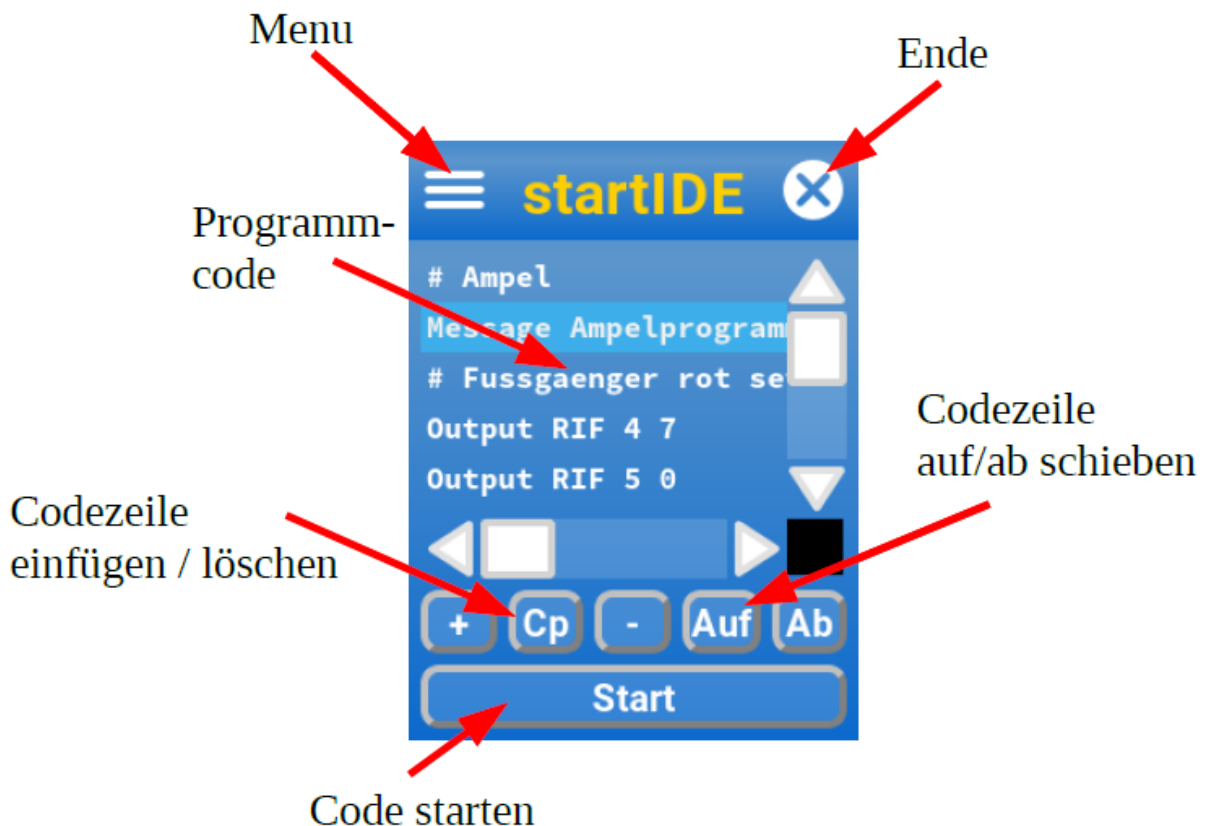 Menu
Ende
startIDE
Programm-
code
# Ampel
Message Ampelprogram
# Fussgaenger rot se
Output RIF 4 7
Output RIF 5 0
Codezeile
auf/ab schieben
Codezeile
einfügen / löschen
+ Cp - Auf Ab
Start
Code starten